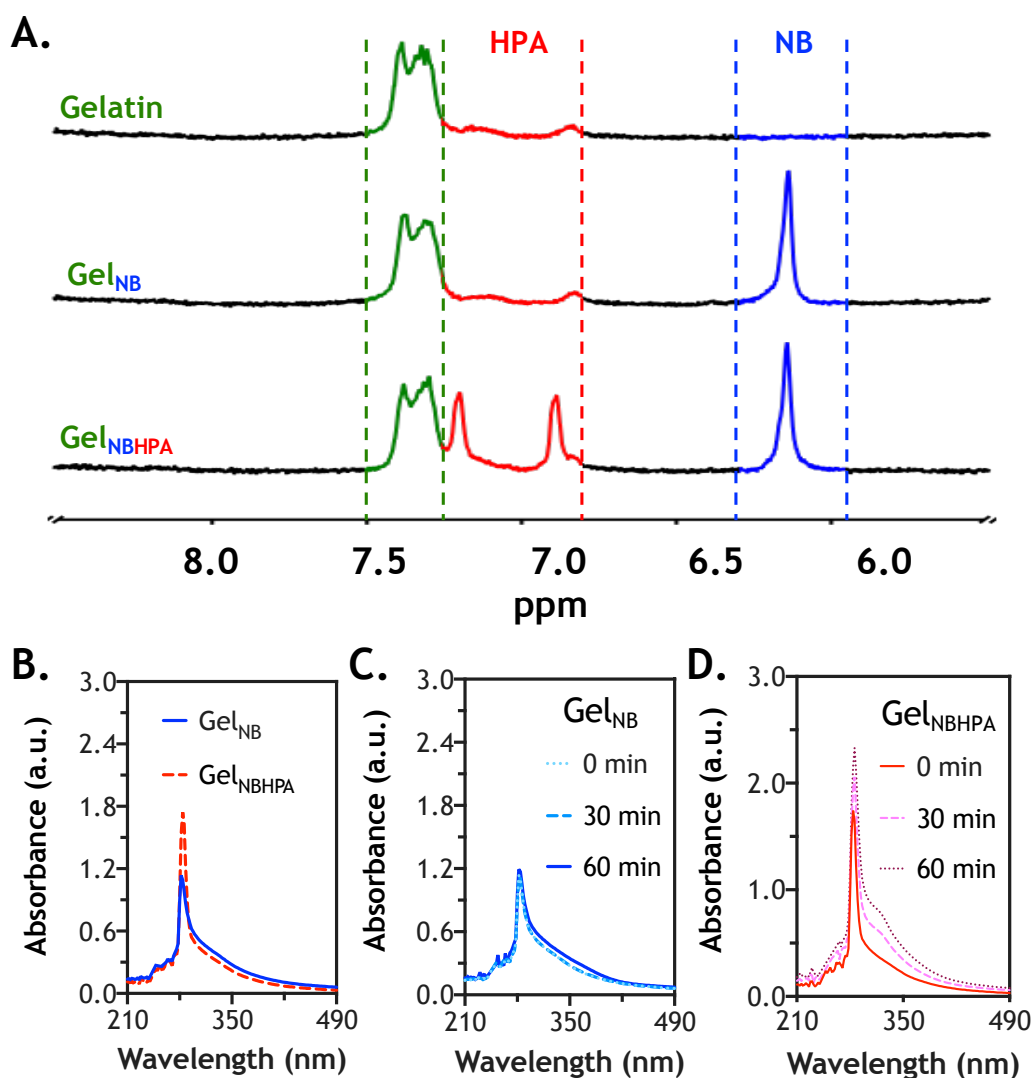 A.
HPA
NB
Gelatin
GelNB
GelNBHPA
8.0 7.5 7.0 6.5 6.0
ppm
B.
Absorbance (a.u.)
3.0
2.4
1.8
1.2
0.6
0.0
GelNB
GelNBHPA
210 350 490
Wavelength (nm)
C.
Absorbance (a.u.)
3.0
2.4
1.8
1.2
0.6
0.0
GelNB
0 min
30 min
60 min
210 350 490
Wavelength (nm)
D.
Absorbance (a.u.)
3.0
2.0
1.0
0.0
GelNBHPA
0 min
30 min
60 min
210 350 490
Wavelength (nm)